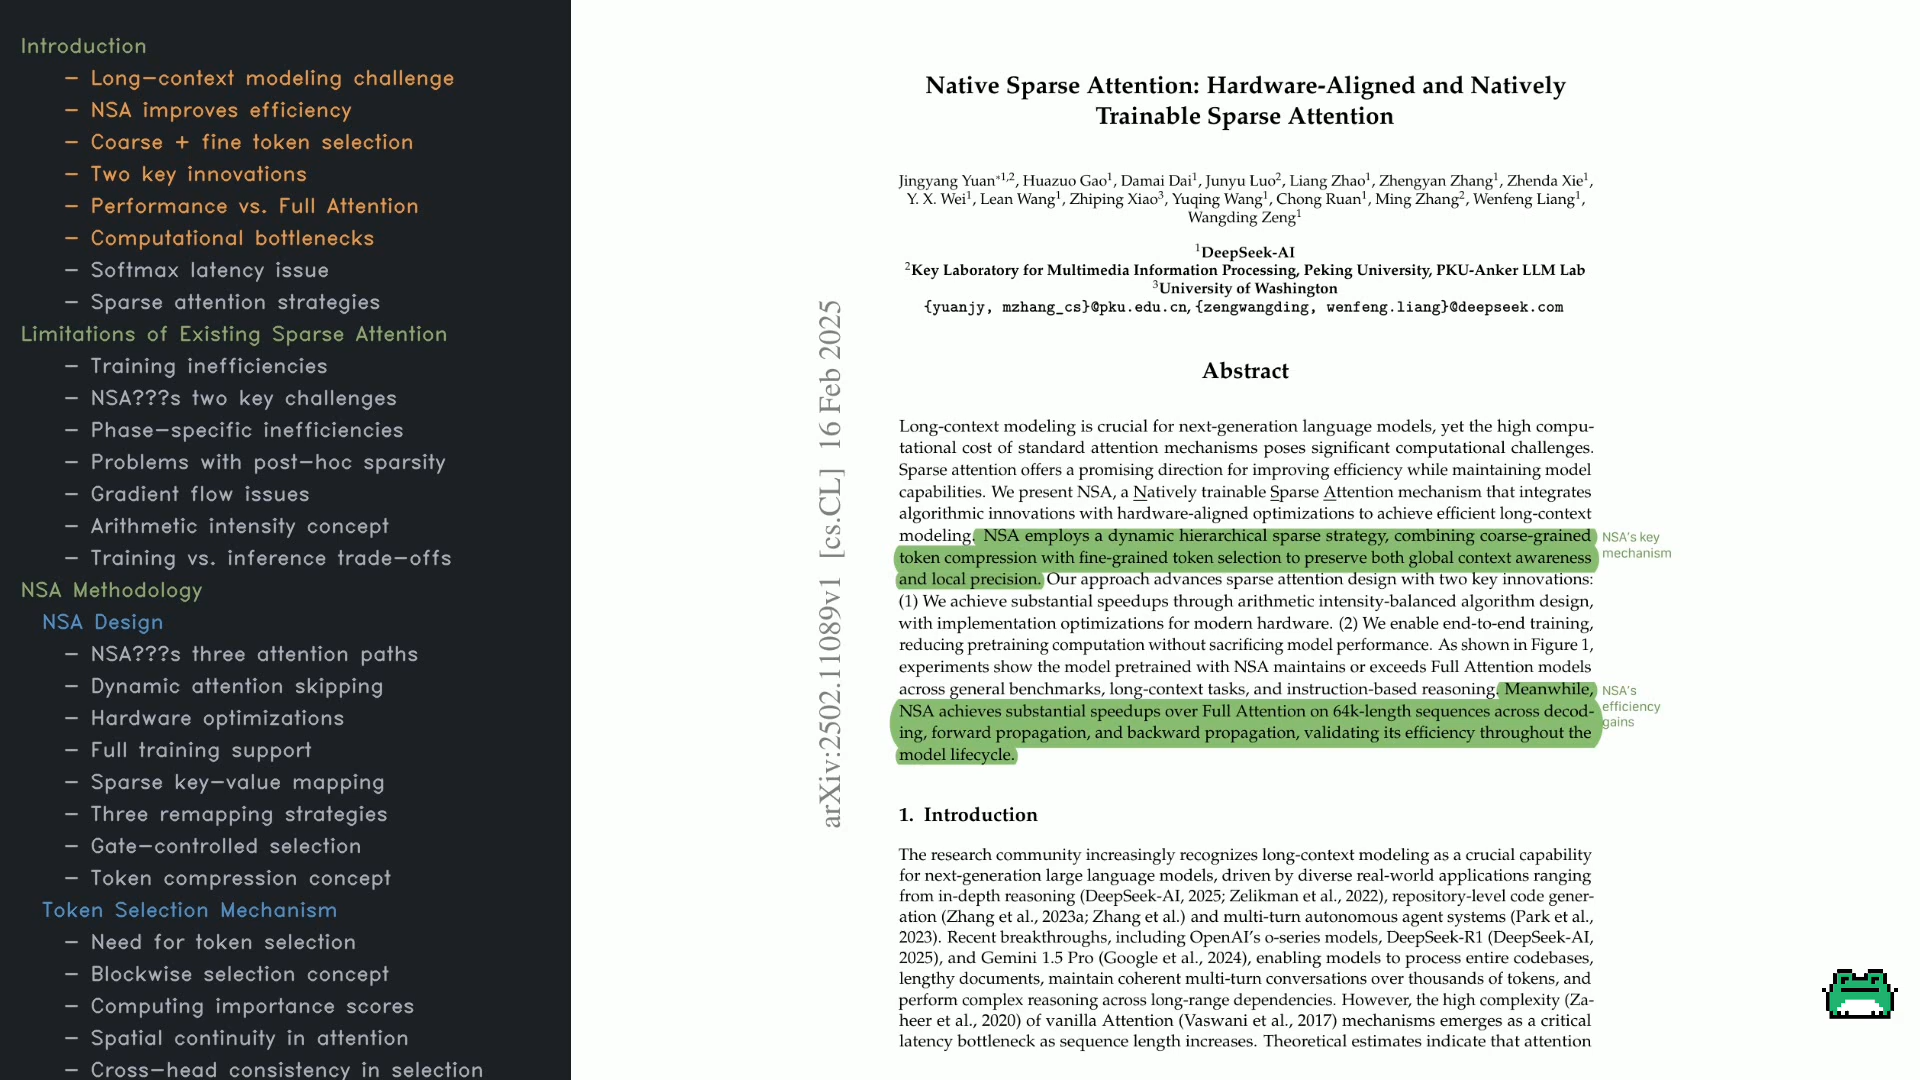 Introduction
– Long-context modeling challenge
– NSA improves efficiency
– Coarse + fine token selection
– Two key innovations
– Performance vs. Full Attention
– Computational bottlenecks
– Softmax latency issue
– Sparse attention strategies
Limitations of Existing Sparse Attention
– Training inefficiencies
– NSA???s two key challenges
– Phase-specific inefficiencies
– Problems with post-hoc sparsity
– Gradient flow issues
– Arithmetic intensity concept
– Training vs. inference trade-offs
NSA Methodology
NSA Design
– NSA???s three attention paths
– Dynamic attention skipping
– Hardware optimizations
– Full training support
– Sparse key-value mapping
– Three remapping strategies
– Gate-controlled selection
– Token compression concept
Token Selection Mechanism
– Need for token selection
– Blockwise selection concept
– Computing importance scores
– Spatial continuity in attention
– Cross-head consistency in selection
arXiv:2502.11089v1 [cs.CL] 16 Feb 2025
Native Sparse Attention: Hardware-Aligned and Natively
Trainable Sparse Attention
Jingyang Yuan*1,2, Huazuo Gao1, Damai Dai1, Junyu Luo2, Liang Zhao1, Zhengyan Zhang1, Zhenda Xie1,
Y. X. Wei1, Lean Wang1, Zhiping Xiao3, Yuqing Wang1, Chong Ruan1, Ming Zhang2, Wenfeng Liang1,
Wangding Zeng1
1DeepSeek-AI
2Key Laboratory for Multimedia Information Processing, Peking University, PKU-Anker LLM Lab
3University of Washington
{yuanjy, mzhang_cs}@pku.edu.cn, {zengwangding, wenfeng.liang}@deepseek.com
Abstract
Long-context modeling is crucial for next-generation language models, yet the high compu-
tational cost of standard attention mechanisms poses significant computational challenges.
Sparse attention offers a promising direction for improving efficiency while maintaining model
capabilities. We present NSA, a Natively trainable Sparse Attention mechanism that integrates
algorithmic innovations with hardware-aligned optimizations to achieve efficient long-context
modeling. NSA employs a dynamic hierarchical sparse strategy, combining coarse-grained
token compression with fine-grained token selection to preserve both global context awareness
and local precision. Our approach advances sparse attention design with two key innovations:
(1) We achieve substantial speedups through arithmetic intensity-balanced algorithm design,
with implementation optimizations for modern hardware. (2) We enable end-to-end training,
reducing pretraining computation without sacrificing model performance. As shown in Figure 1,
experiments show the model pretrained with NSA maintains or exceeds Full Attention models
across general benchmarks, long-context tasks, and instruction-based reasoning. Meanwhile,
NSA achieves substantial speedups over Full Attention on 64k-length sequences across decod-
ing, forward propagation, and backward propagation, validating its efficiency throughout the
model lifecycle.
NSA's key
mechanism
NSA's
efficiency
gains
1. Introduction
The research community increasingly recognizes long-context modeling as a crucial capability
for next-generation large language models, driven by diverse real-world applications ranging
from in-depth reasoning (DeepSeek-AI, 2025; Zelikman et al., 2022), repository-level code gener-
ation (Zhang et al., 2023a; Zhang et al.) and multi-turn autonomous agent systems (Park et al.,
2023). Recent breakthroughs, including OpenAI's o-series models, DeepSeek-R1 (DeepSeek-AI,
2025), and Gemini 1.5 Pro (Google et al., 2024), enabling models to process entire codebases,
lengthy documents, maintain coherent multi-turn conversations over thousands of tokens, and
perform complex reasoning across long-range dependencies. However, the high complexity (Za-
heer et al., 2020) of vanilla Attention (Vaswani et al., 2017) mechanisms emerges as a critical
latency bottleneck as sequence length increases. Theoretical estimates indicate that attention